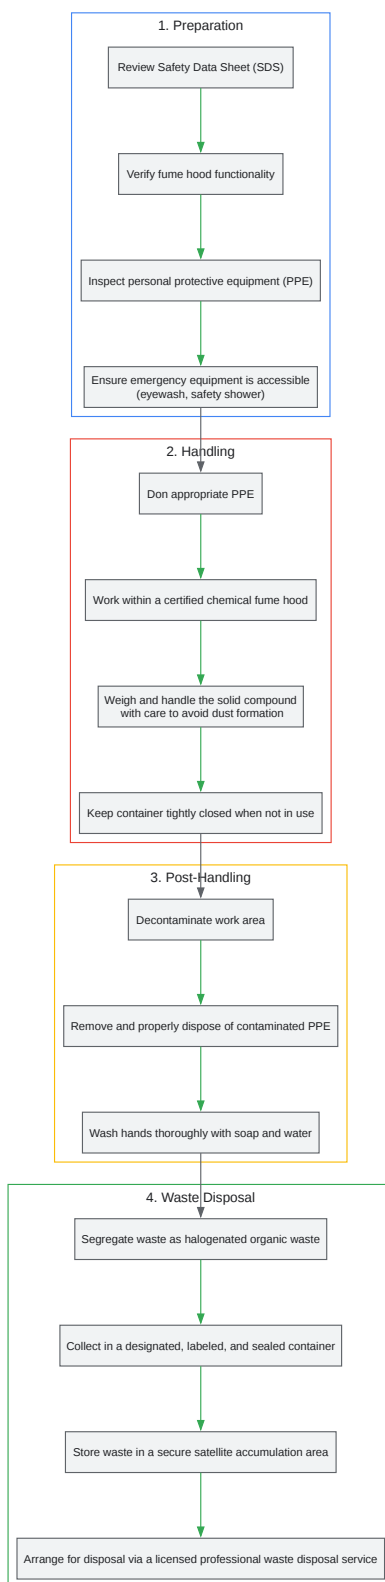 1. Preparation
Review Safety Data Sheet (SDS)
Verify fume hood functionality
Inspect personal protective equipment (PPE)
Ensure emergency equipment is accessible
(eyewash, safety shower)
2. Handling
Don appropriate PPE
Work within a certified chemical fume hood
Weigh and handle the solid compound
with care to avoid dust formation
Keep container tightly closed when not in use
3. Post-Handling
Decontaminate work area
Remove and properly dispose of contaminated PPE
Wash hands thoroughly with soap and water
4. Waste Disposal
Segregate waste as halogenated organic waste
Collect in a designated, labeled, and sealed container
Store waste in a secure satellite accumulation area
Arrange for disposal via a licensed professional waste disposal service